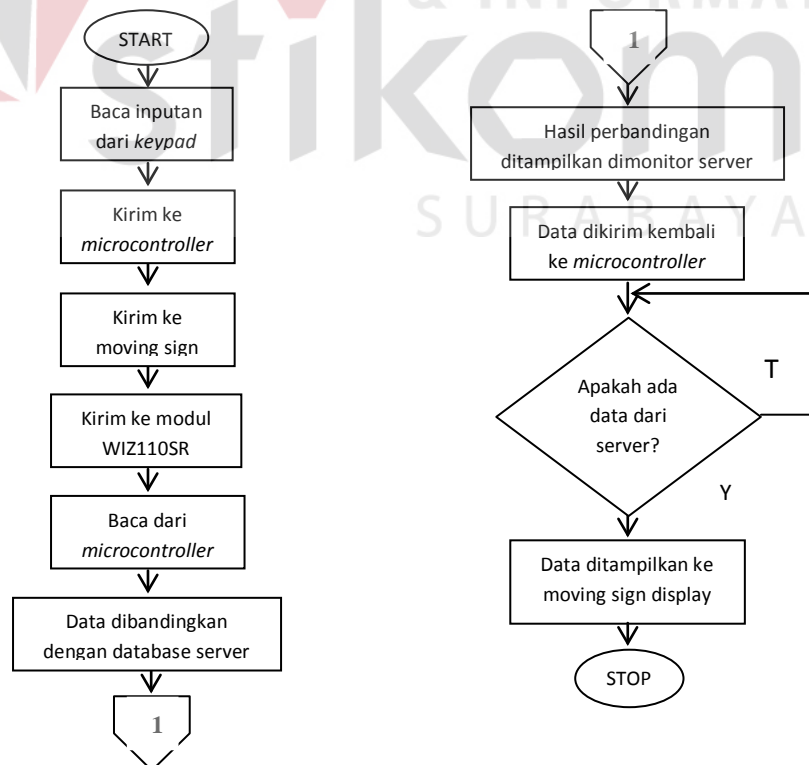 START
Baca inputan
dari keypad
Kirim ke
microcontroller
Kirim ke
moving sign
Kirim ke modul
WIZ110SR
Baca dari
microcontroller
Data dibandingkan
dengan database server
1
1
Hasil perbandingan
ditampilkan dimonitor server
Data dikirim kembali
ke microcontroller
Apakah ada
data dari
server?
T
Y
Data ditampilkan ke
moving sign display
STOP
& INFORMA
stikom
SURABAYA